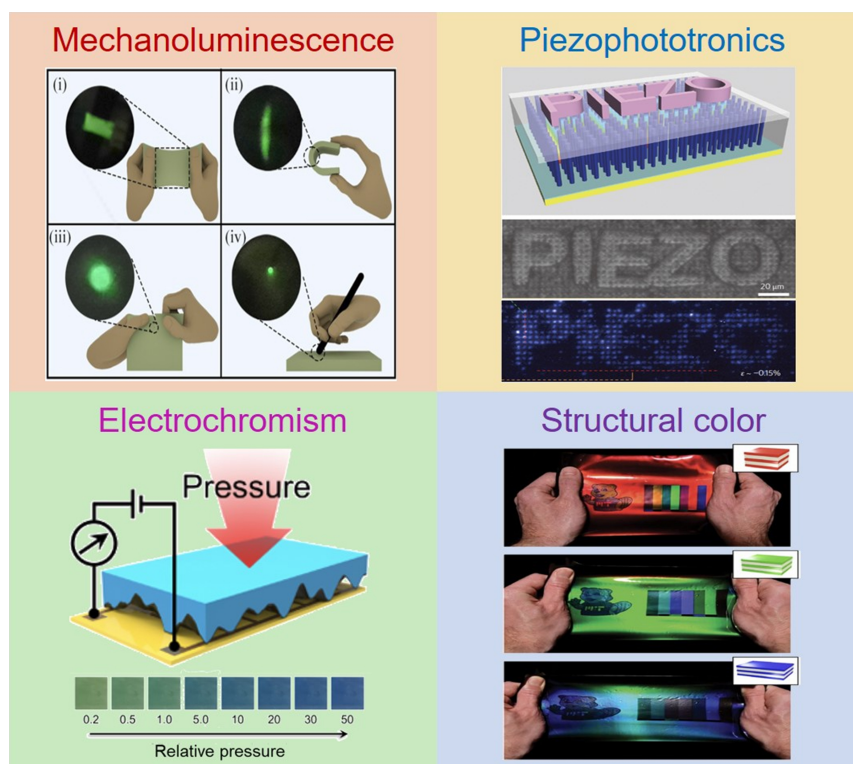 Mechanoluminescence
(i)
(ii)
(iii)
(iv)
Piezophototronics
PIEZO
PIEZO
20 μm
PIEZO
ε ~ −0.15%
Electrochromism
Pressure
0.2 0.5 1.0 5.0 10 20 30 50
Relative pressure
Structural color